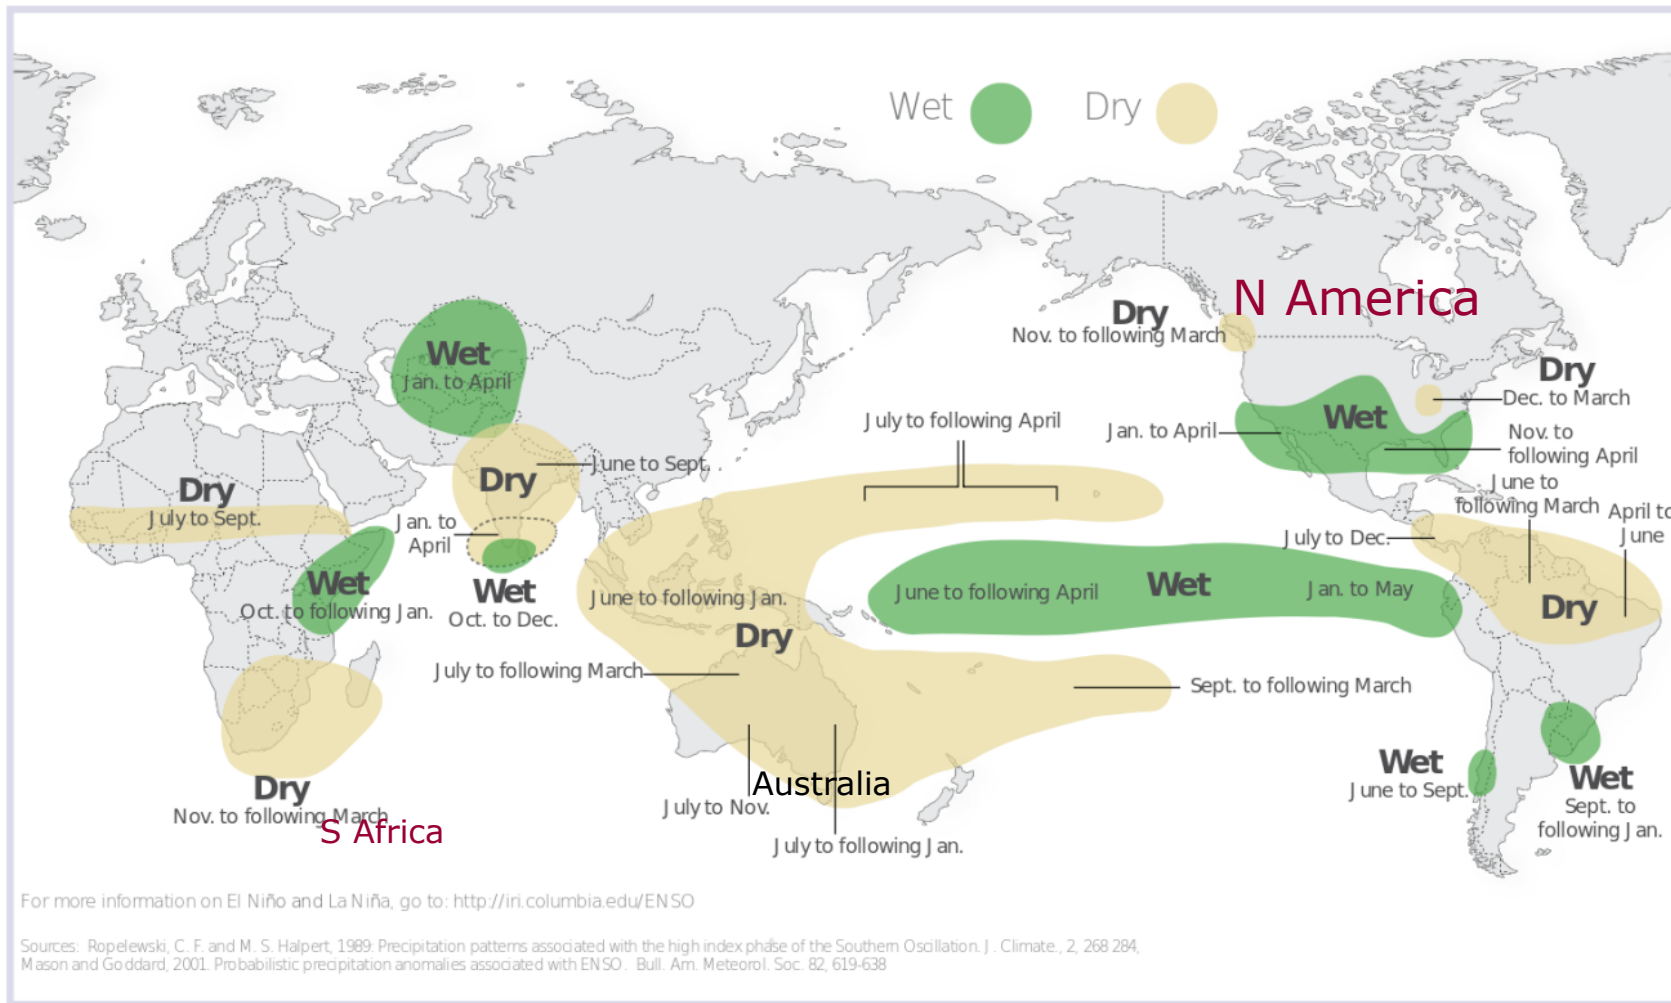 Wet
Dry
N America
Dry
Nov. to following March
Wet
Jan. to April
Dry
Dec. to March
Wet
Jan. to April
Nov. to
following April
July to following April
June to Sept.
Dry
Dry
July to Sept.
Jan. to
April
June to
following March
April to
June
July to Dec.
Wet
Oct. to following Jan.
Wet
Oct. to Dec.
June to following Jan.
Dry
June to following April
Wet
Jan. to May
Dry
July to following March
Sept. to following March
Dry
Nov. to following March
S Africa
Australia
July to Nov.
July to following Jan.
Wet
June to Sept.
Wet
Sept. to
following Jan.
For more information on El Niño and La Niña, go to: http://iri.columbia.edu/ENSO
Sources: Ropelewski, C. F. and M. S. Halpert, 1989: Precipitation patterns associated with the high index phase of the Southern Oscillation. J. Climate., 2, 268 284,
Mason and Goddard, 2001. Probabilistic precipitation anomalies associated with ENSO. Bull. Am. Meteorol. Soc. 82, 619-638